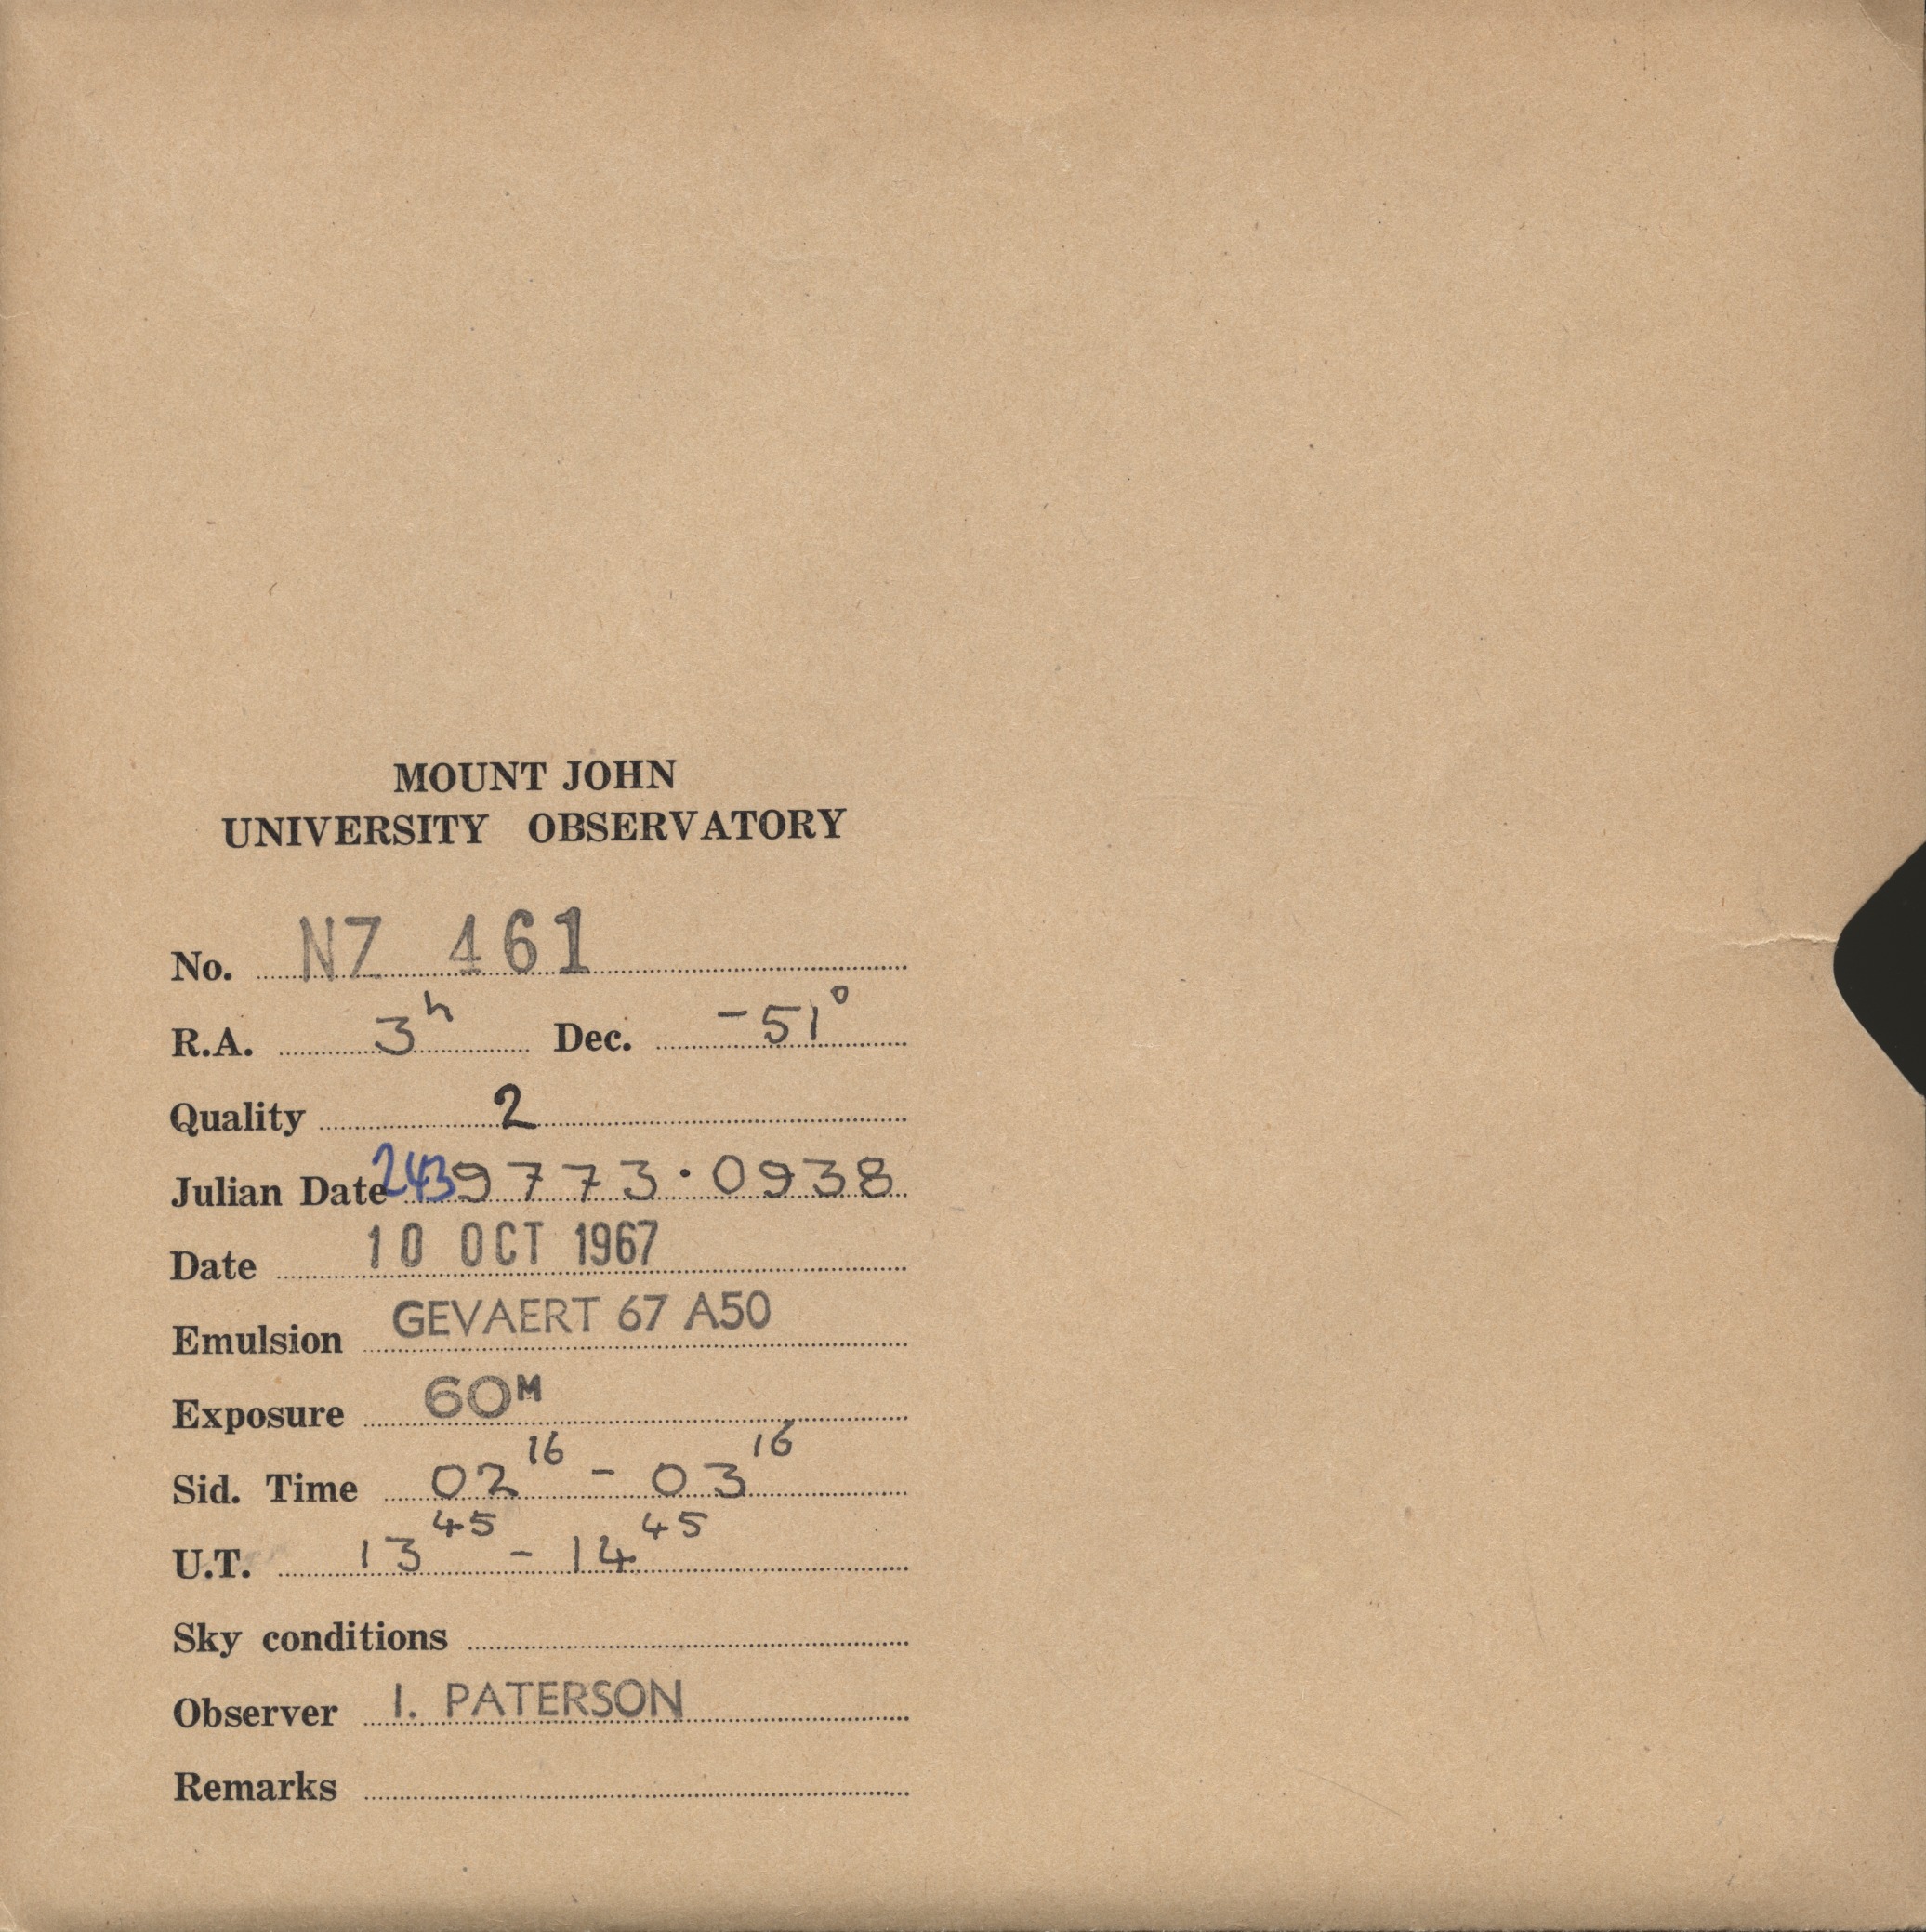 MOUNT JOHN
UNIVERSITY OBSERVATORY
No. NZ 461
R.A. 3h Dec. -51°
Quality 2
Julian Date 2439773.0938
Date 10 OCT 1967
Emulsion GEVAERT 67 A50
Exposure 60M
Sid. Time 02 16 - 03 16
U.T. 13 45 - 14 45
Sky conditions
Observer I. PATERSON
Remarks